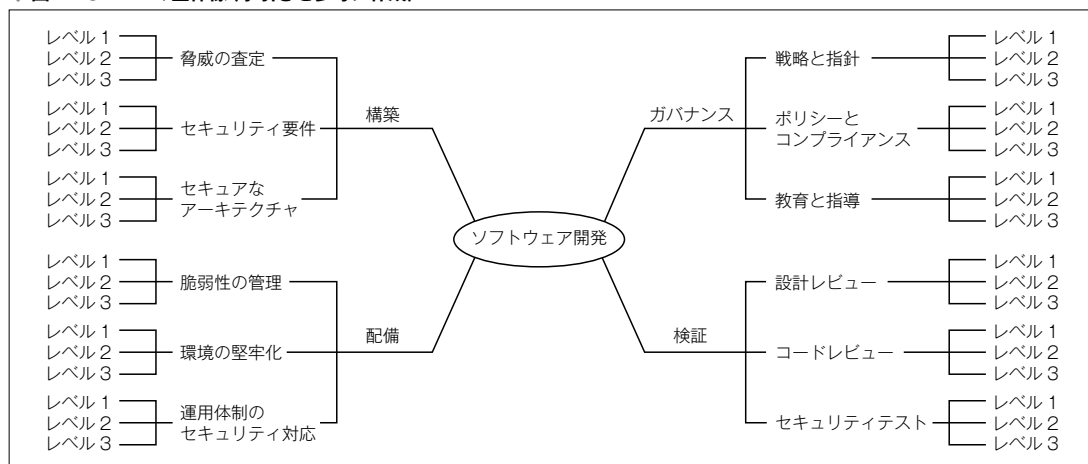 レベル 1
レベル 2
レベル 3
脅威の査定
レベル 1
レベル 2
レベル 3
セキュリティ要件
レベル 1
レベル 2
レベル 3
セキュアな
アーキテクチャ
構築
レベル 1
レベル 2
レベル 3
脆弱性の管理
レベル 1
レベル 2
レベル 3
環境の堅牢化
レベル 1
レベル 2
レベル 3
運用体制の
セキュリティ対応
配備
ソフトウェア開発
ガバナンス
戦略と指針
レベル 1
レベル 2
レベル 3
ポリシーと
コンプライアンス
レベル 1
レベル 2
レベル 3
教育と指導
レベル 1
レベル 2
レベル 3
検証
設計レビュー
レベル 1
レベル 2
レベル 3
コードレビュー
レベル 1
レベル 2
レベル 3
セキュリティテスト
レベル 1
レベル 2
レベル 3